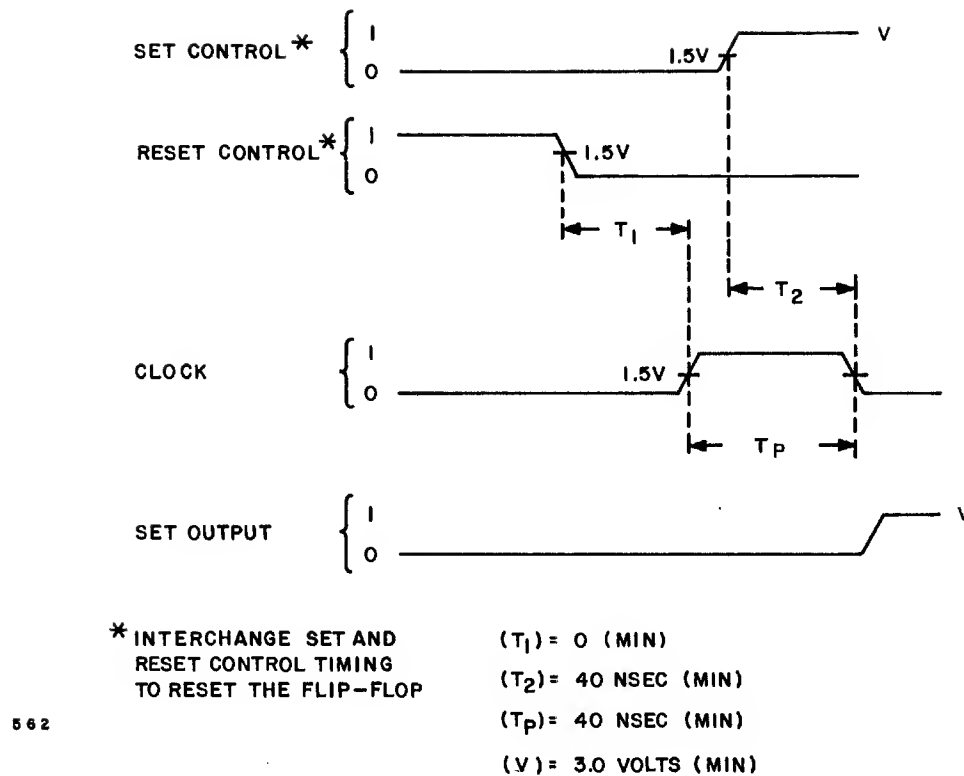 SET CONTROL * { 1 0 1.5V V
RESET CONTROL * { 1 0 1.5V
T1
T2
CLOCK { 1 0 1.5V
TP
SET OUTPUT { 1 0 V
* INTERCHANGE SET AND
RESET CONTROL TIMING
TO RESET THE FLIP-FLOP
(T1) = 0 (MIN)
(T2) = 40 NSEC (MIN)
(TP) = 40 NSEC (MIN)
(V) = 3.0 VOLTS (MIN)
562